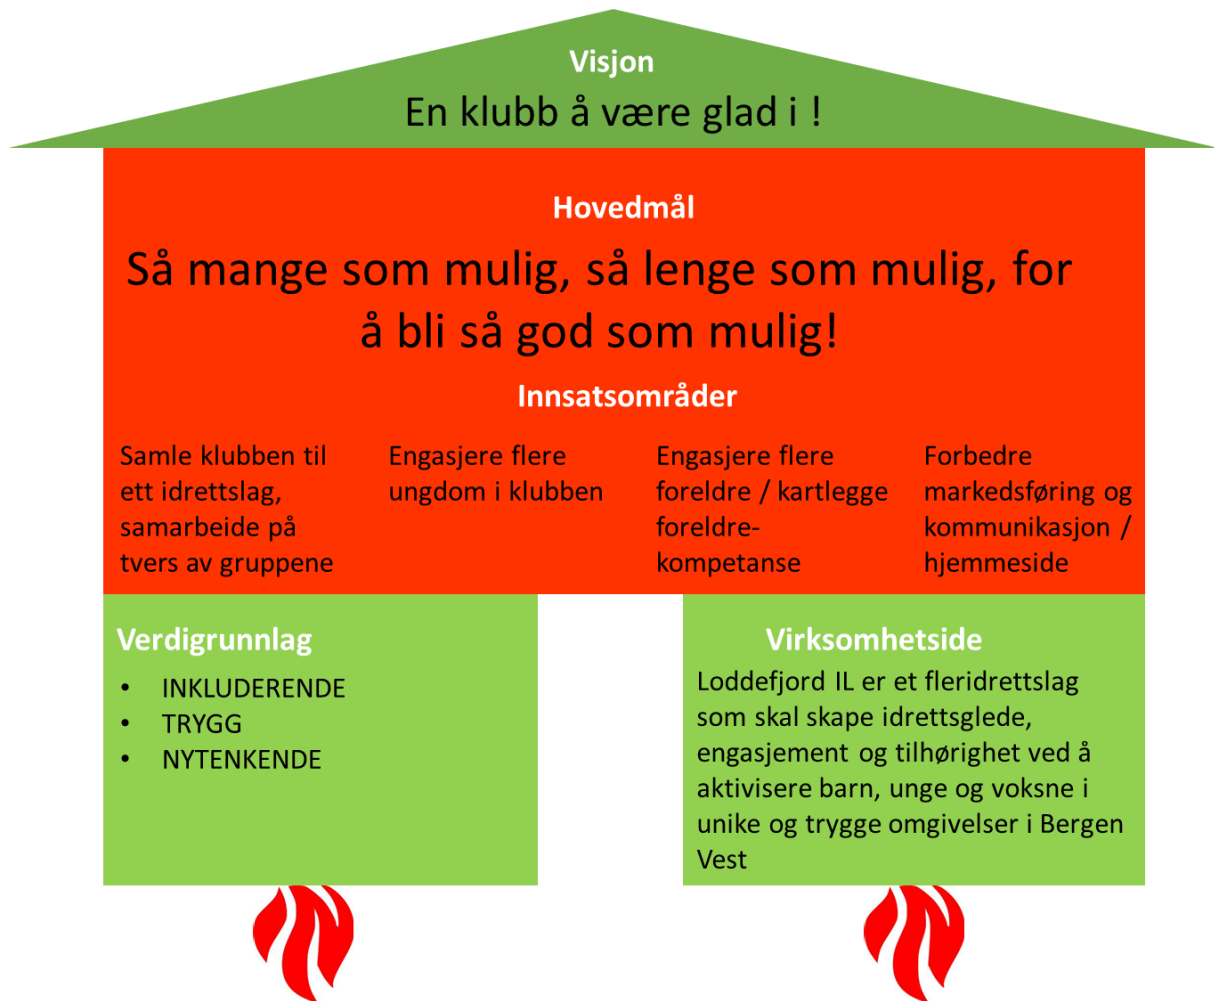 Visjon
En klubb å være glad i !
Hovedmål
Så mange som mulig, så lenge som mulig, for
å bli så god som mulig!
Innsatsområder
Samle klubben til
ett idrettslag,
samarbeide på
tvers av gruppene
Engasjere flere
ungdom i klubben
Engasjere flere
foreldre / kartlegge
foreldre-
kompetanse
Forbedre
markedsføring og
kommunikasjon /
hjemmeside
Verdigrunnlag
• INKLUDERENDE
• TRYGG
• NYTENKENDE
Virksomhetside
Loddefjord IL er et fleridrettslag
som skal skape idrettsglede,
engasjement og tilhørighet ved å
aktivisere barn, unge og voksne i
unike og trygge omgivelser i Bergen
Vest